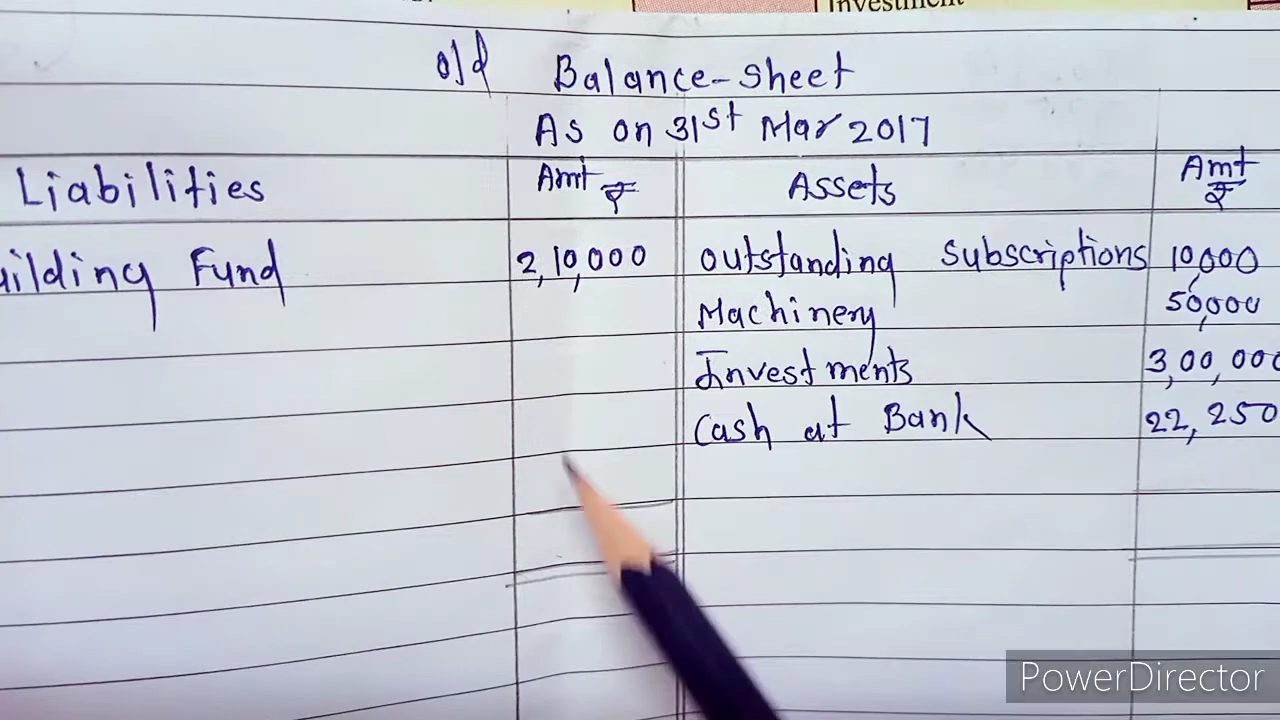 Investment
Old Balance-Sheet
As on 31st Mar 2017
Liabilities Amt ₹ Assets Amt ₹
uilding Fund 2,10,000 Outstanding Subscriptions 10,000
Machinery 50,000
Investments 3,00,000
Cash at Bank 22,250
PowerDirector